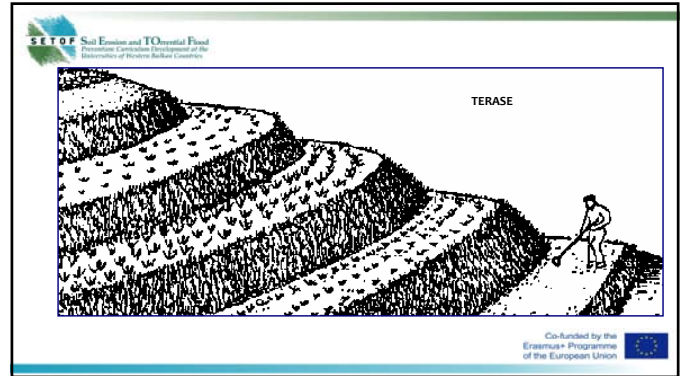 SETOF Soil Erosion and TOrrential Flood
Preventive Curriculum Development at the
Universities of Western Balkan Countries
TERASE
Co-funded by the
Erasmus+ Programme
of the European Union